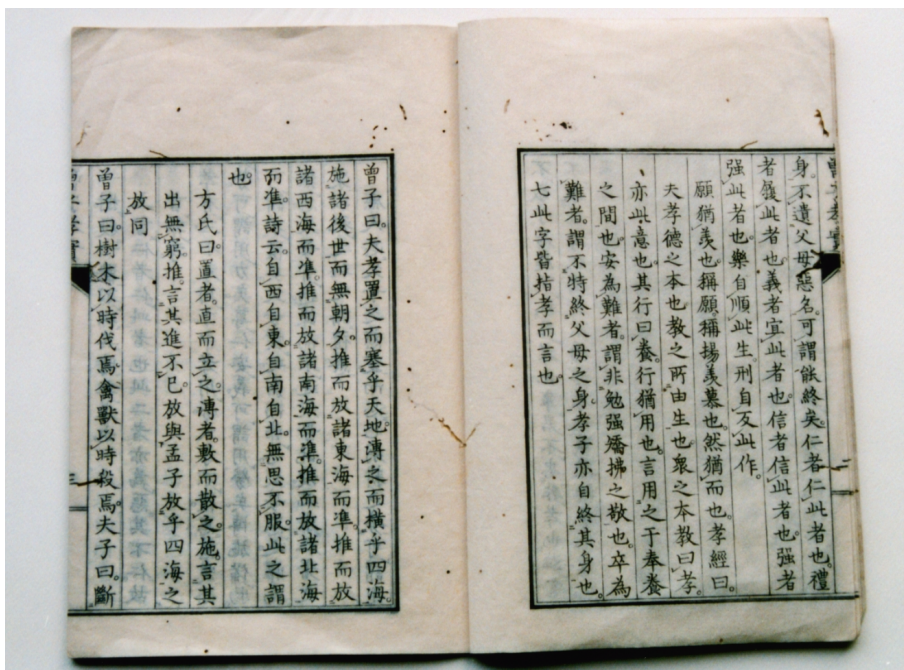 曾子孝實
身。不遺父母惡名。可謂能終矣。仁者仁此者也。禮
者履此者也。義者宜此者也。信者信此者也。强者
强此者也。樂自順此生。刑自反此作。
願猶羨也。稱願。稱揚羨慕也。然猶而也。孝經曰。
夫孝德之本也。教之所由生也。衆之本教曰孝。
亦此意也。其行曰養。行猶用也。言用之于奉養
之間也。安為難者。謂非勉强矯拂之敬也。卒為
難者。謂不特終父母之身。孝子亦自終其身也。
七此字皆指孝而言也。
曾子曰。夫孝置之而塞乎天地。溥之而橫乎四海。
施諸後世而無朝夕。推而放諸東海而準。推而放
諸西海而準。推而放諸南海而準。推而放諸北海
而準。詩云。自西自東。自南自北。無思不服。此之謂
也。
方氏曰。置者。直而立之。溥者。敷而散之。施。言其
出無窮。推。言其進不已。放與孟子放乎四海之
放同
曾子曰。樹木以時伐焉。禽獸以時殺焉。夫子曰。斷
曾子孝實